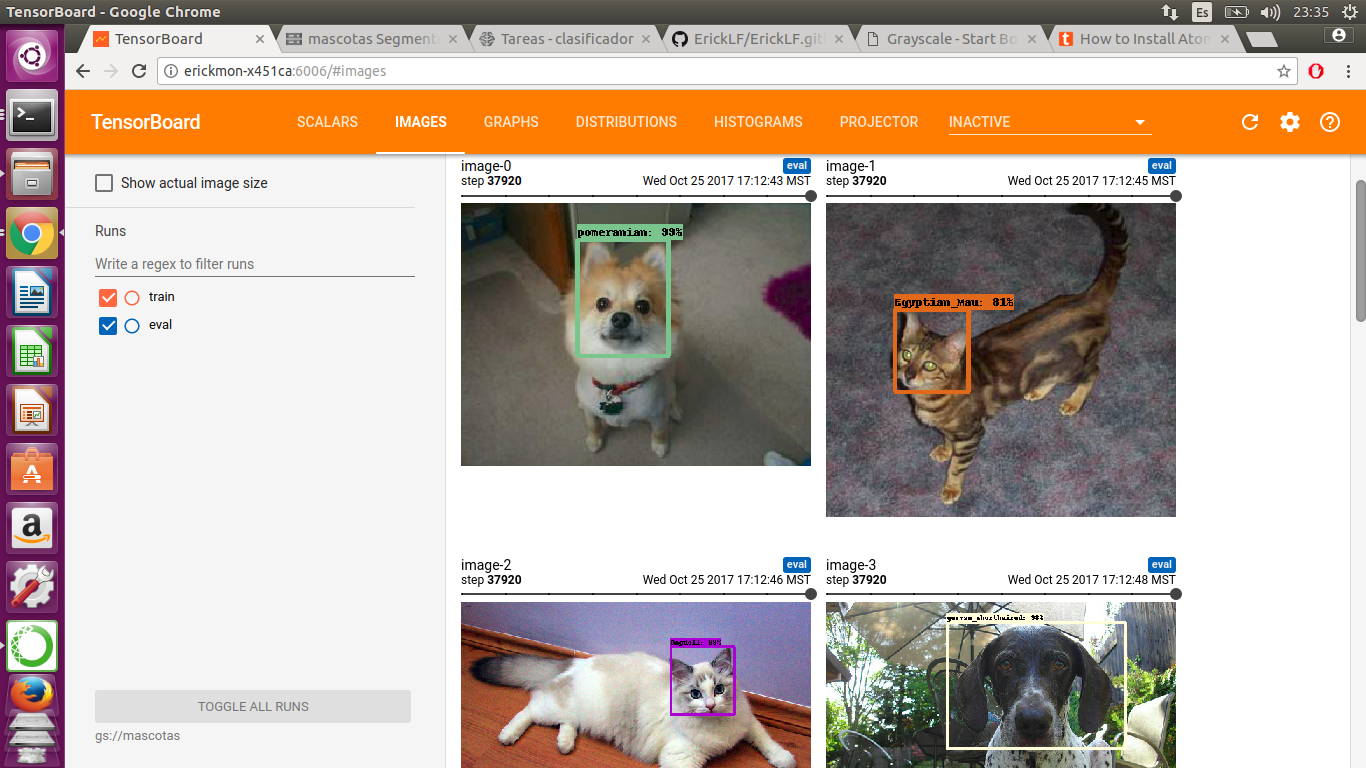 TensorBoard - Google Chrome
Es
23:35
TensorBoard
mascotas Segment
Tareas - clasificador
ErickLF/ErickLF.git
Grayscale - Start Bo
How to Install Atom
erickmon-x451ca:6006/#images
TensorBoard
SCALARS
IMAGES
GRAPHS
DISTRIBUTIONS
HISTOGRAMS
PROJECTOR
INACTIVE
Show actual image size
Runs
Write a regex to filter runs
train
eval
TOGGLE ALL RUNS
gs://mascotas
image-0
eval
step 37920
Wed Oct 25 2017 17:12:43 MST
pomeranian: 99%
image-1
eval
step 37920
Wed Oct 25 2017 17:12:45 MST
Egyptian_Mau: 81%
image-2
eval
step 37920
Wed Oct 25 2017 17:12:46 MST
Ragdoll: 99%
image-3
eval
step 37920
Wed Oct 25 2017 17:12:48 MST
german_shorthaired: 98%